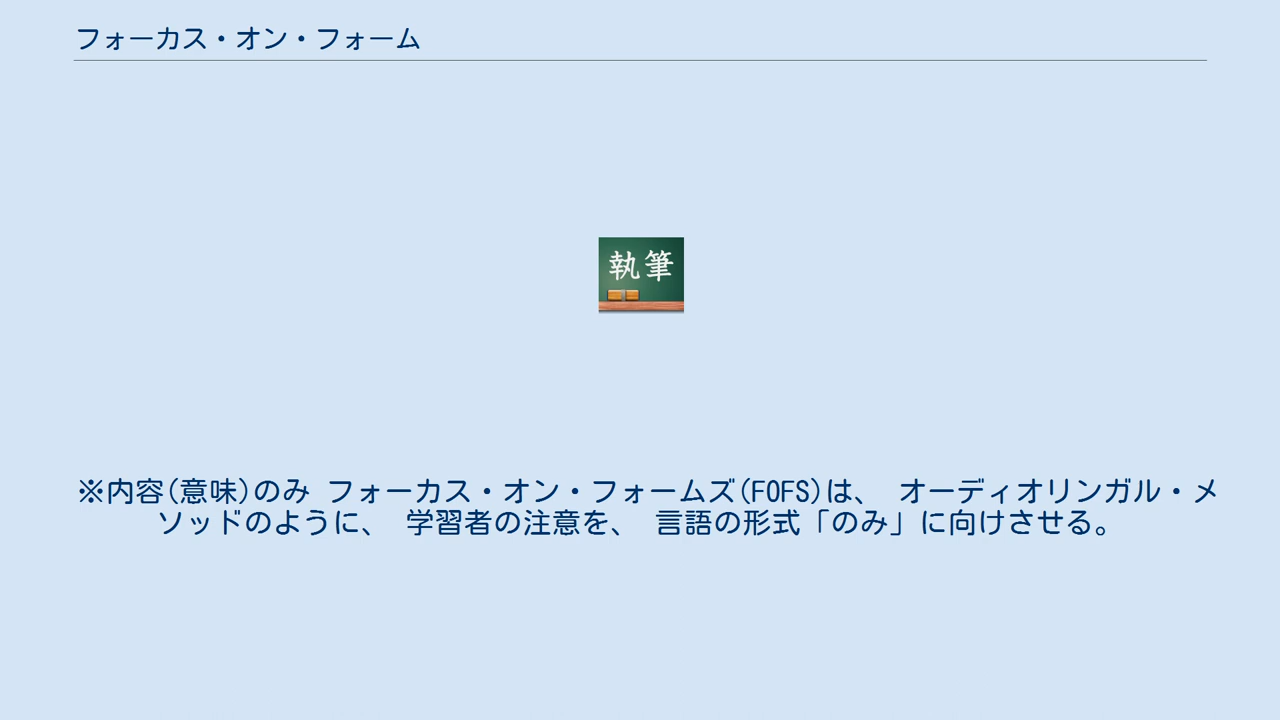 フォーカス・オン・フォーム
執筆
※内容(意味)のみ フォーカス・オン・フォームズ(FOFS)は、 オーディオリンガル・メ
ソッドのように、 学習者の注意を、 言語の形式「のみ」に向けさせる。